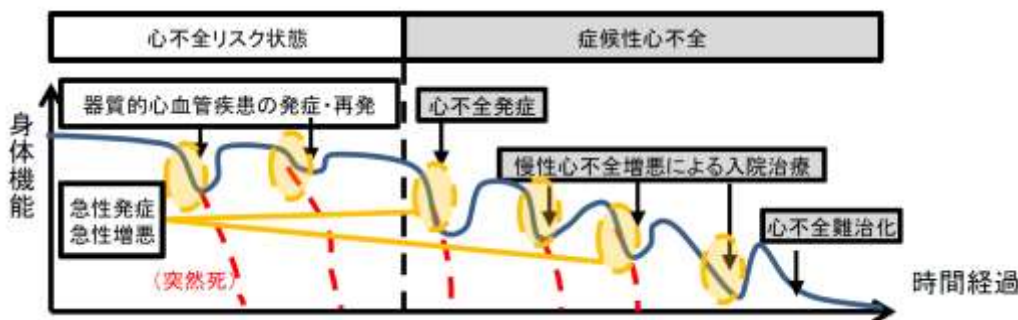 心不全リスク状態
症候性心不全
器質的心血管疾患の発症・再発
心不全発症
身体機能
慢性心不全増悪による入院治療
急性発症
急性増悪
心不全難治化
(突然死)
時間経過